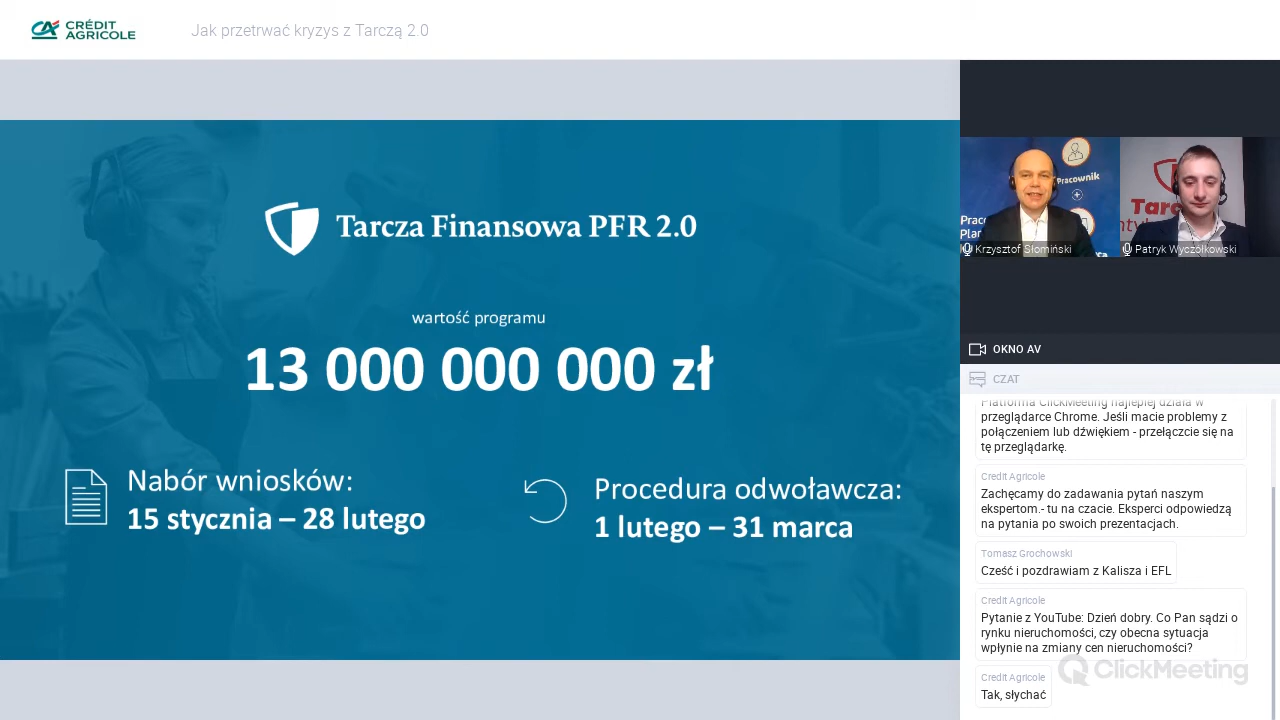 CRÉDIT
AGRICOLE
Jak przetrwać kryzys z Tarczą 2.0
Tarcza Finansowa PFR 2.0
wartość programu
13 000 000 000 zł
Nabór wniosków:
15 stycznia – 28 lutego
Procedura odwoławcza:
1 lutego – 31 marca
Pracownik
Krzysztof Słomiński
Patryk Wyczółkowski
OKNO AV
CZAT
Platforma ClickMeeting najlepiej działa w
przeglądarce Chrome. Jeśli macie problemy z
połączeniem lub dźwiękiem - przełączcie się na
tę przeglądarkę.
Credit Agricole
Zachęcamy do zadawania pytań naszym
ekspertom.- tu na czacie. Eksperci odpowiedzą
na pytania po swoich prezentacjach.
Tomasz Grochowski
Cześć i pozdrawiam z Kalisza i EFL
Credit Agricole
Pytanie z YouTube: Dzień dobry. Co Pan sądzi o
rynku nieruchomości, czy obecna sytuacja
wpłynie na zmiany cen nieruchomości?
Credit Agricole
Tak, słychać
ClickMeeting